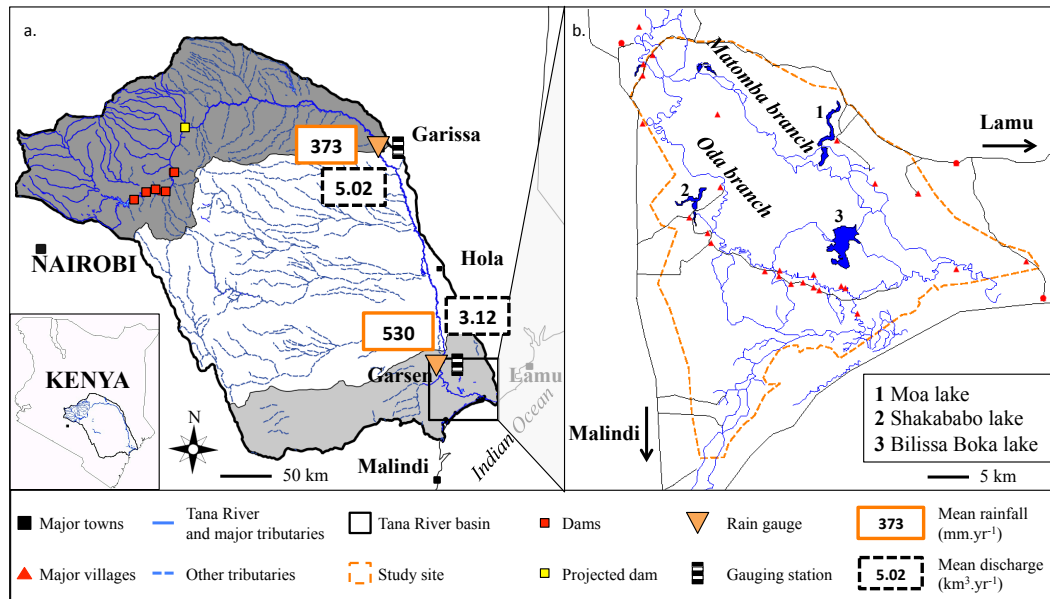 a.
373
Garissa
5.02
NAIROBI
Hola
3.12
530
Garsen
Lamu
KENYA
N
50 km
Malindi
Indian Ocean
b.
Matomba branch
1
Lamu
Oda branch
2
3
Malindi
1 Moa lake
2 Shakababo lake
3 Bilissa Boka lake
5 km
Major towns
Tana River
and major tributaries
Tana River basin
Dams
Rain gauge
373
Mean rainfall
(mm.yr⁻¹)
Major villages
Other tributaries
Study site
Projected dam
Gauging station
5.02
Mean discharge
(km³.yr⁻¹)